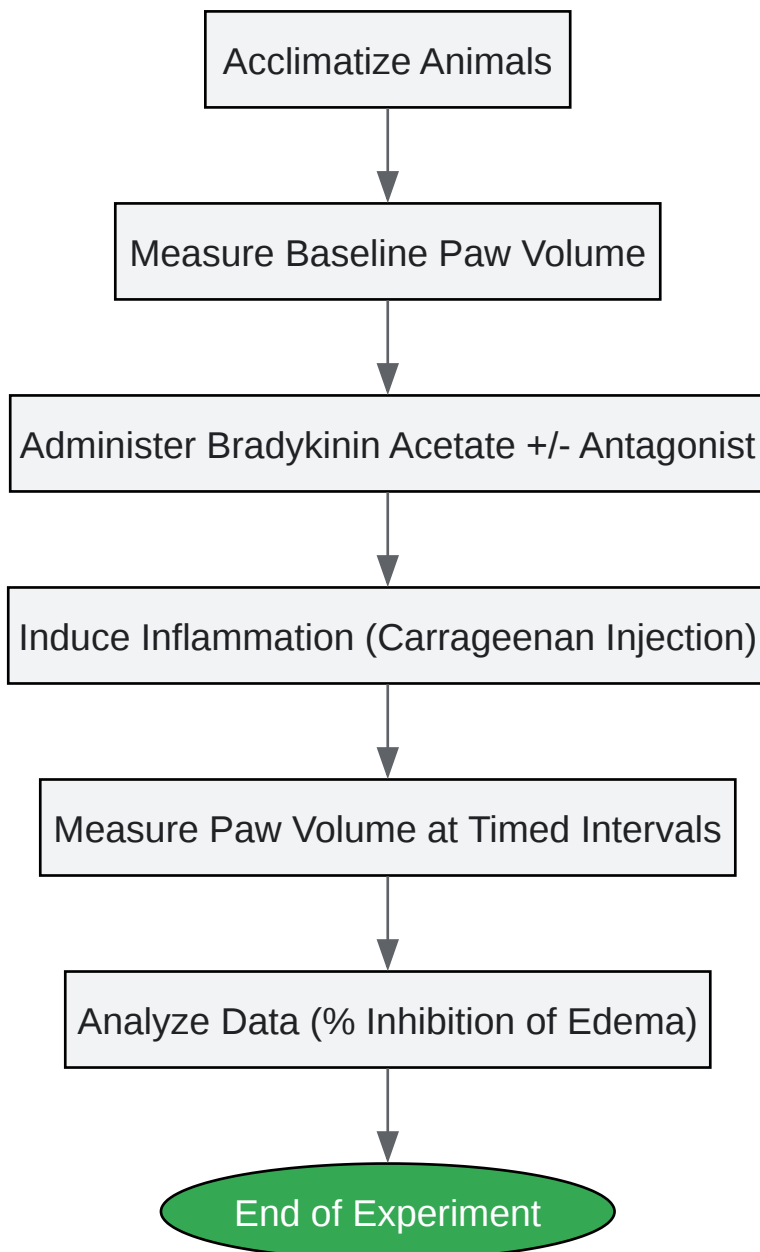 Acclimatize Animals
Measure Baseline Paw Volume
Administer Bradykinin Acetate +/- Antagonist
Induce Inflammation (Carrageenan Injection)
Measure Paw Volume at Timed Intervals
Analyze Data (% Inhibition of Edema)
End of Experiment